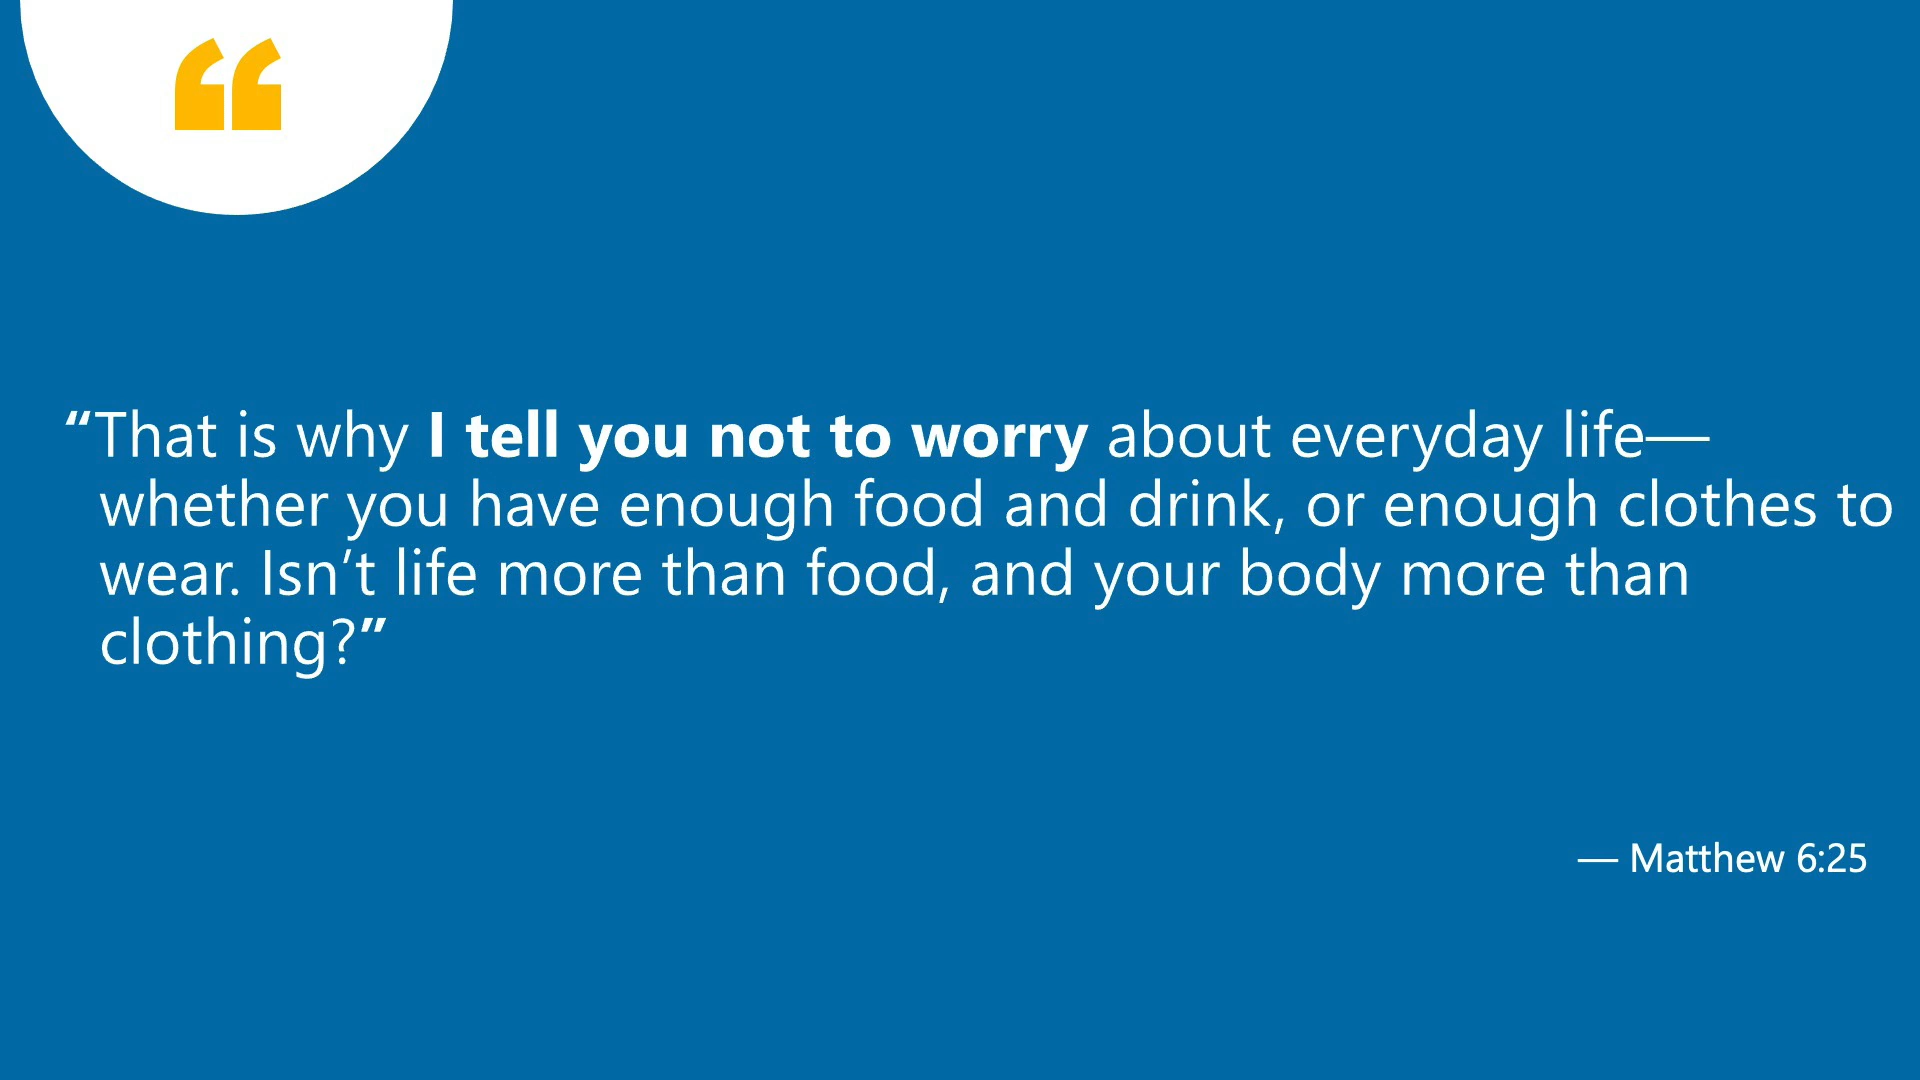 “
“That is why I tell you not to worry about everyday life—
whether you have enough food and drink, or enough clothes to
wear. Isn’t life more than food, and your body more than
clothing?”
— Matthew 6:25